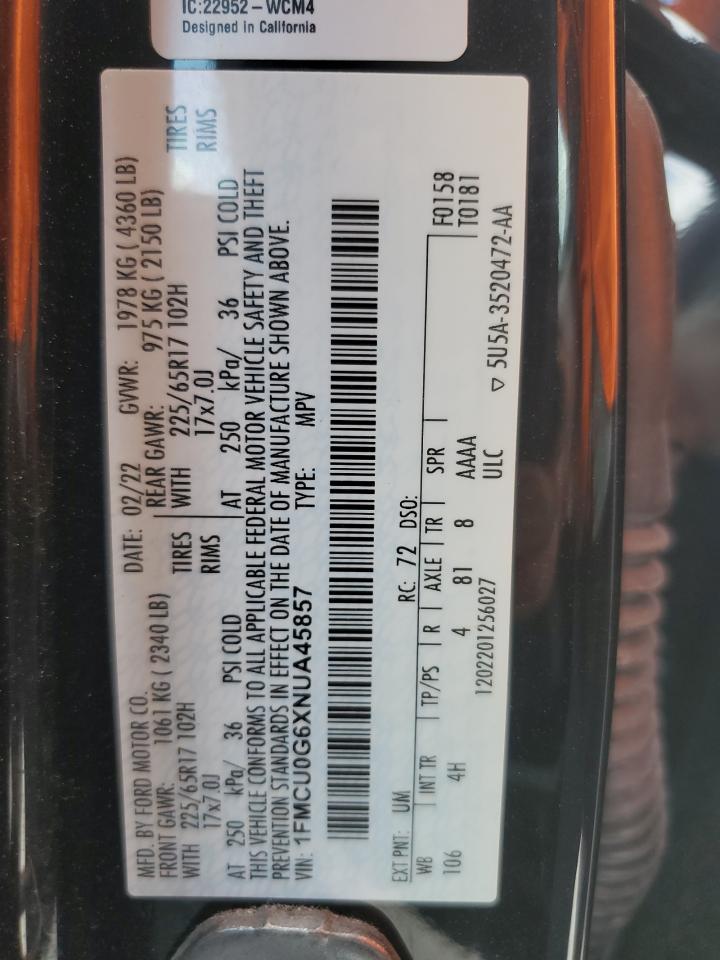 IC:22952-WCM4
Designed in California
MFD. BY FORD MOTOR CO. DATE: 02/22 GVWR: 1978 KG ( 4360 LB)
FRONT GAWR: 1061 KG ( 2340 LB) REAR GAWR: 975 KG ( 2150 LB)
WITH 225/65R17 102H TIRES WITH 225/65R17 102H TIRES
17x7.0J RIMS 17x7.0J RIMS
AT 250 kPa/ 36 PSI COLD AT 250 kPa/ 36 PSI COLD
THIS VEHICLE CONFORMS TO ALL APPLICABLE FEDERAL MOTOR VEHICLE SAFETY AND THEFT
PREVENTION STANDARDS IN EFFECT ON THE DATE OF MANUFACTURE SHOWN ABOVE.
VIN: 1FMCU0G6XNUA45857 TYPE: MPV
EXT PNT: UM RC: 72 DSO:
WB INT TR TP/PS R AXLE TR SPR F0158
106 4H 4 81 8 AAAA T0181
ULC
1202201256027 ▽ 5U5A-3520472-AA